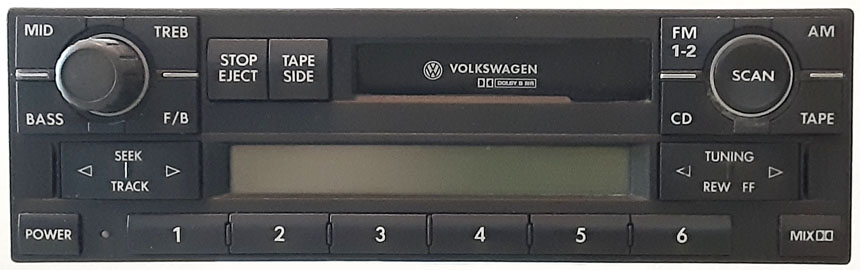 MID
TREB
BASS
F/B
STOP
EJECT
TAPE
SIDE
VOLKSWAGEN
DOLBY B NR
FM
1-2
AM
SCAN
CD
TAPE
SEEK
TRACK
TUNING
REW FF
POWER
1 2 3 4 5 6
MIX